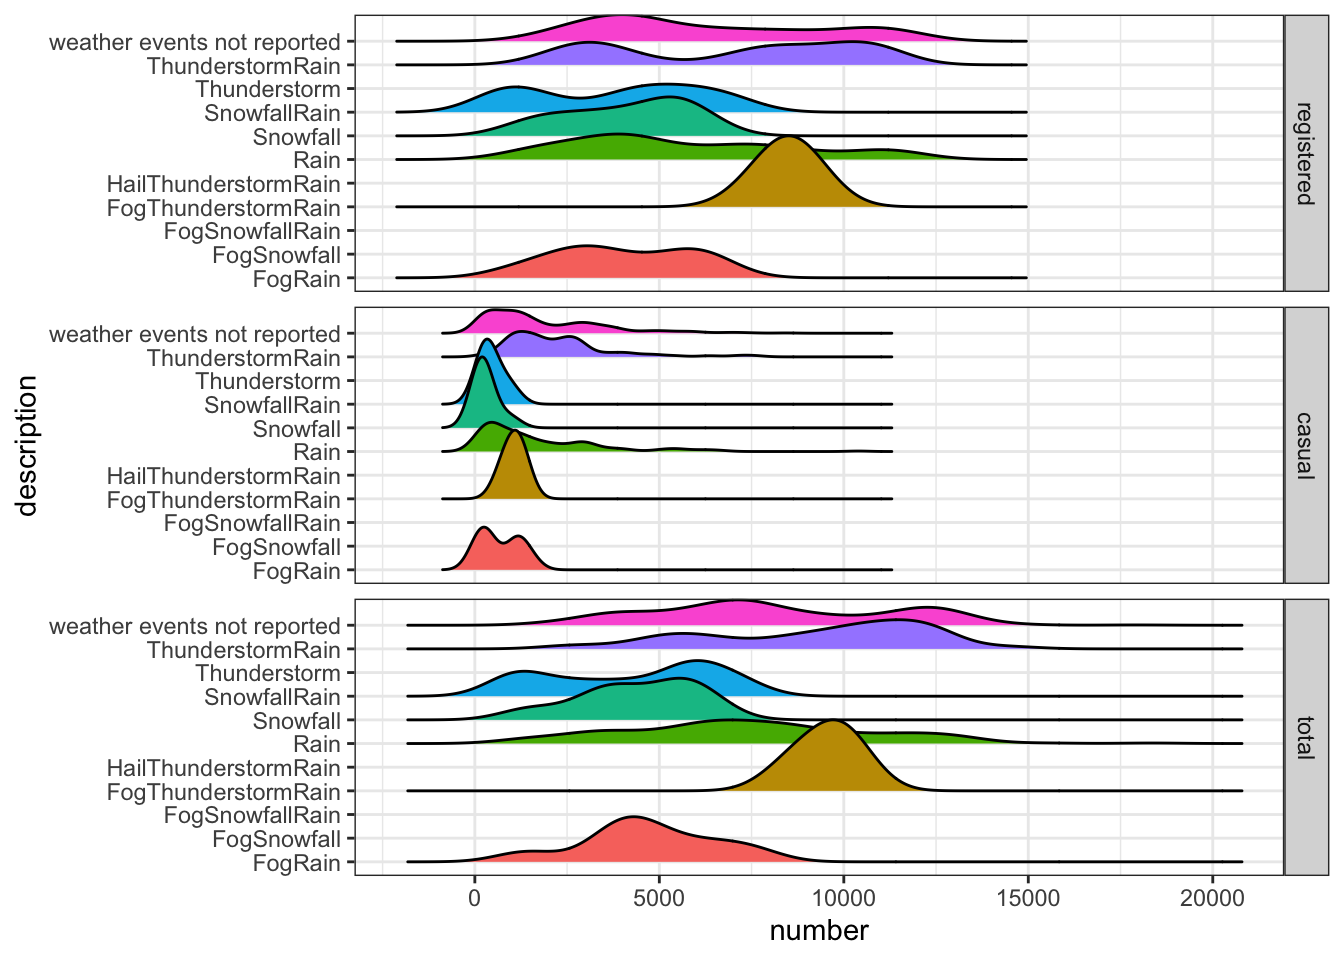 weather events not reported
ThunderstormRain
Thunderstorm
SnowfallRain
Snowfall
Rain
HailThunderstormRain
FogThunderstormRain
FogSnowfallRain
FogSnowfall
FogRain
registered
weather events not reported
ThunderstormRain
Thunderstorm
SnowfallRain
Snowfall
Rain
HailThunderstormRain
FogThunderstormRain
FogSnowfallRain
FogSnowfall
FogRain
casual
description
weather events not reported
ThunderstormRain
Thunderstorm
SnowfallRain
Snowfall
Rain
HailThunderstormRain
FogThunderstormRain
FogSnowfallRain
FogSnowfall
FogRain
total
0 5000 10000 15000 20000
number